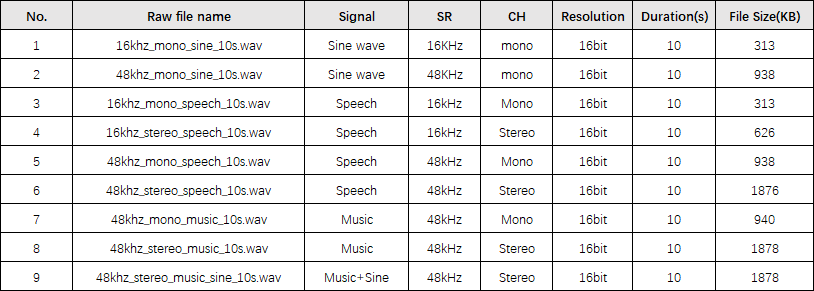 No. Raw file name Signal SR CH Resolution Duration(s) File Size(KB)
1 16khz_mono_sine_10s.wav Sine wave 16KHz mono 16bit 10 313
2 48khz_mono_sine_10s.wav Sine wave 48KHz mono 16bit 10 938
3 16khz_mono_speech_10s.wav Speech 16kHz Mono 16bit 10 313
4 16khz_stereo_speech_10s.wav Speech 16kHz Stereo 16bit 10 626
5 48khz_mono_speech_10s.wav Speech 48kHz Mono 16bit 10 938
6 48khz_stereo_speech_10s.wav Speech 48kHz Stereo 16bit 10 1876
7 48khz_mono_music_10s.wav Music 48kHz Mono 16bit 10 940
8 48khz_stereo_music_10s.wav Music 48kHz Stereo 16bit 10 1878
9 48khz_stereo_music_sine_10s.wav Music+Sine 48kHz Stereo 16bit 10 1878